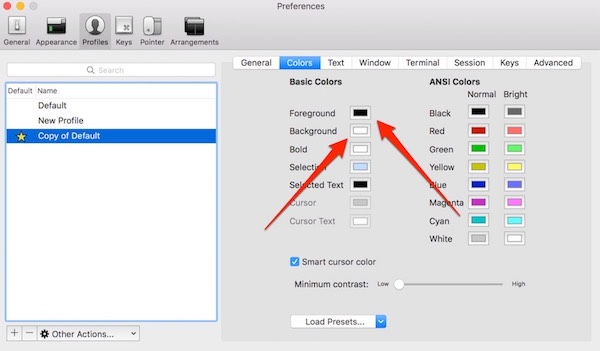 Preferences
General Appearance Profiles Keys Pointer Arrangements
Search
General Colors Text Window Terminal Session Keys Advanced
Default Name
Default
New Profile
Copy of Default
Basic Colors
Foreground
Background
Bold
Selection
Selected Text
Cursor
Cursor Text
ANSI Colors
Normal Bright
Black
Red
Green
Yellow
Blue
Magenta
Cyan
White
Smart cursor color
Minimum contrast: Low High
Load Presets...
+ − Other Actions...